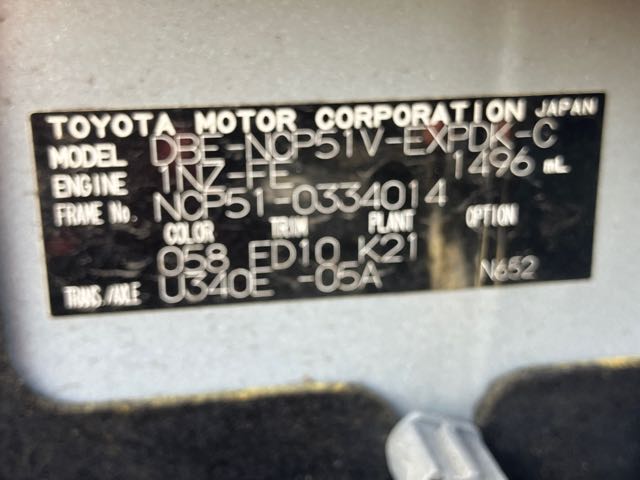 TOYOTA MOTOR CORPORATION JAPAN
MODEL DBE-NCP51V-EXPDK-C
ENGINE 1NZ-FE 1496 mL
FRAME No. NCP51-0334014
COLOR TRIM PLANT OPTION
058 FD10 K21
TRANS./AXLE U340E -05A N652